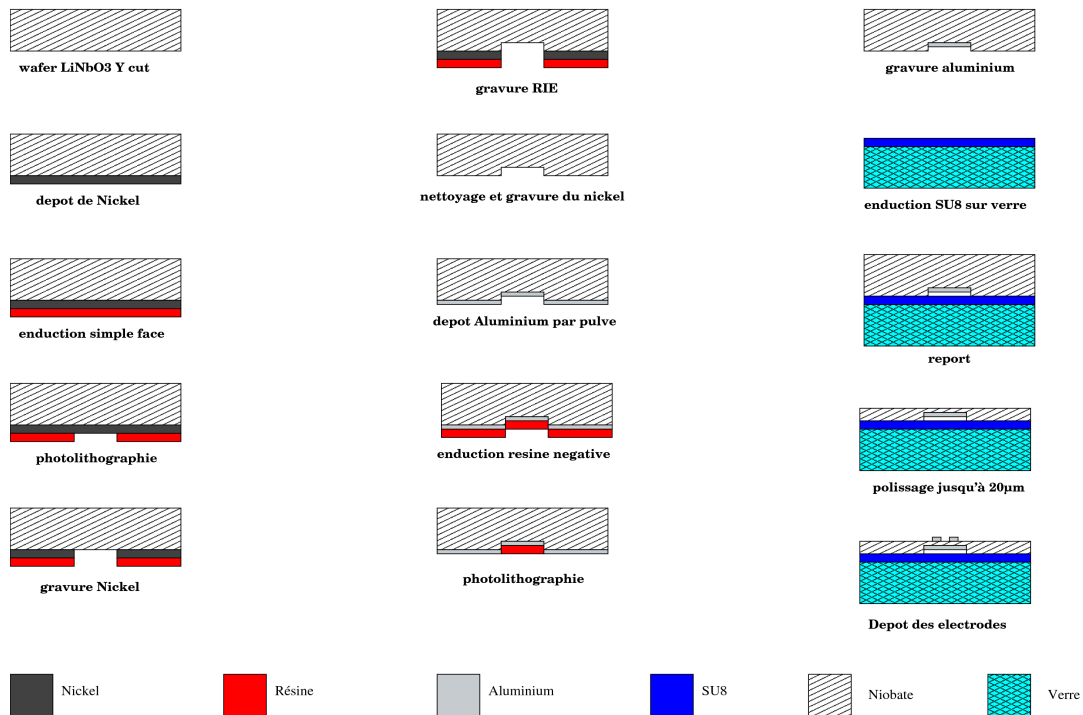 wafer LiNbO3 Y cut
depot de Nickel
enduction simple face
photolithographie
gravure Nickel
gravure RIE
nettoyage et gravure du nickel
depot Aluminium par pulve
enduction resine negative
photolithographie
gravure aluminium
enduction SU8 sur verre
report
polissage jusqu'à 20µm
Depot des electrodes
Nickel
Résine
Aluminium
SU8
Niobate
Verre